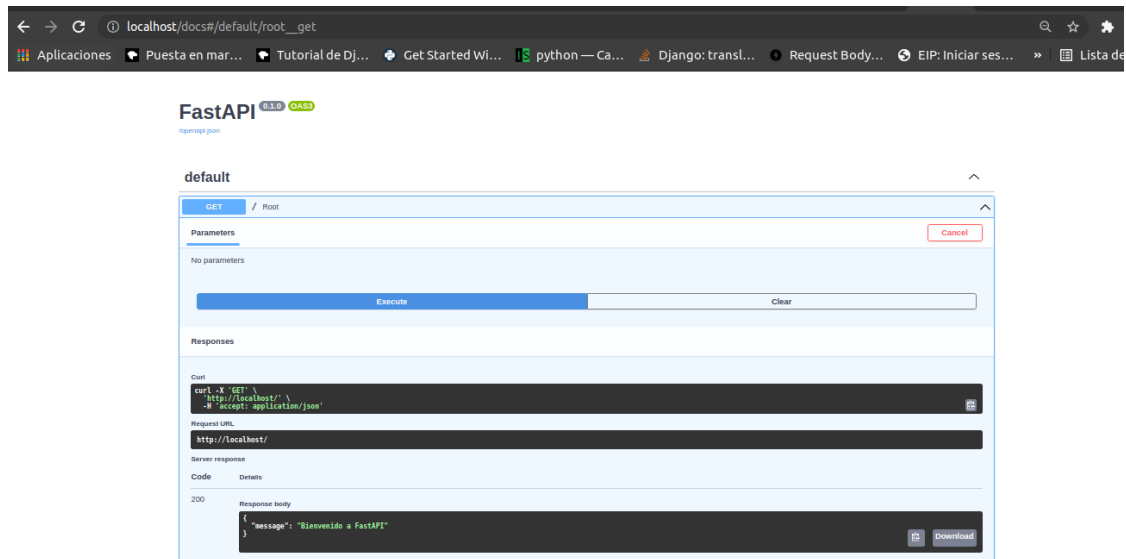 localhost/docs#/default/root__get
Aplicaciones Puesta en mar... Tutorial de Dj... Get Started Wi... python — Ca... Django: transl... Request Body... EIP: Iniciar ses... » Lista de
FastAPI 0.1.0 OAS3
/openapi.json
default
GET / Root
Parameters Cancel
No parameters
Execute Clear
Responses
Curl
curl -X 'GET' \
'http://localhost/' \
-H 'accept: application/json'
Request URL
http://localhost/
Server response
Code Details
200 Response body
{
"message": "Bienvenido a FastAPI"
}
Download